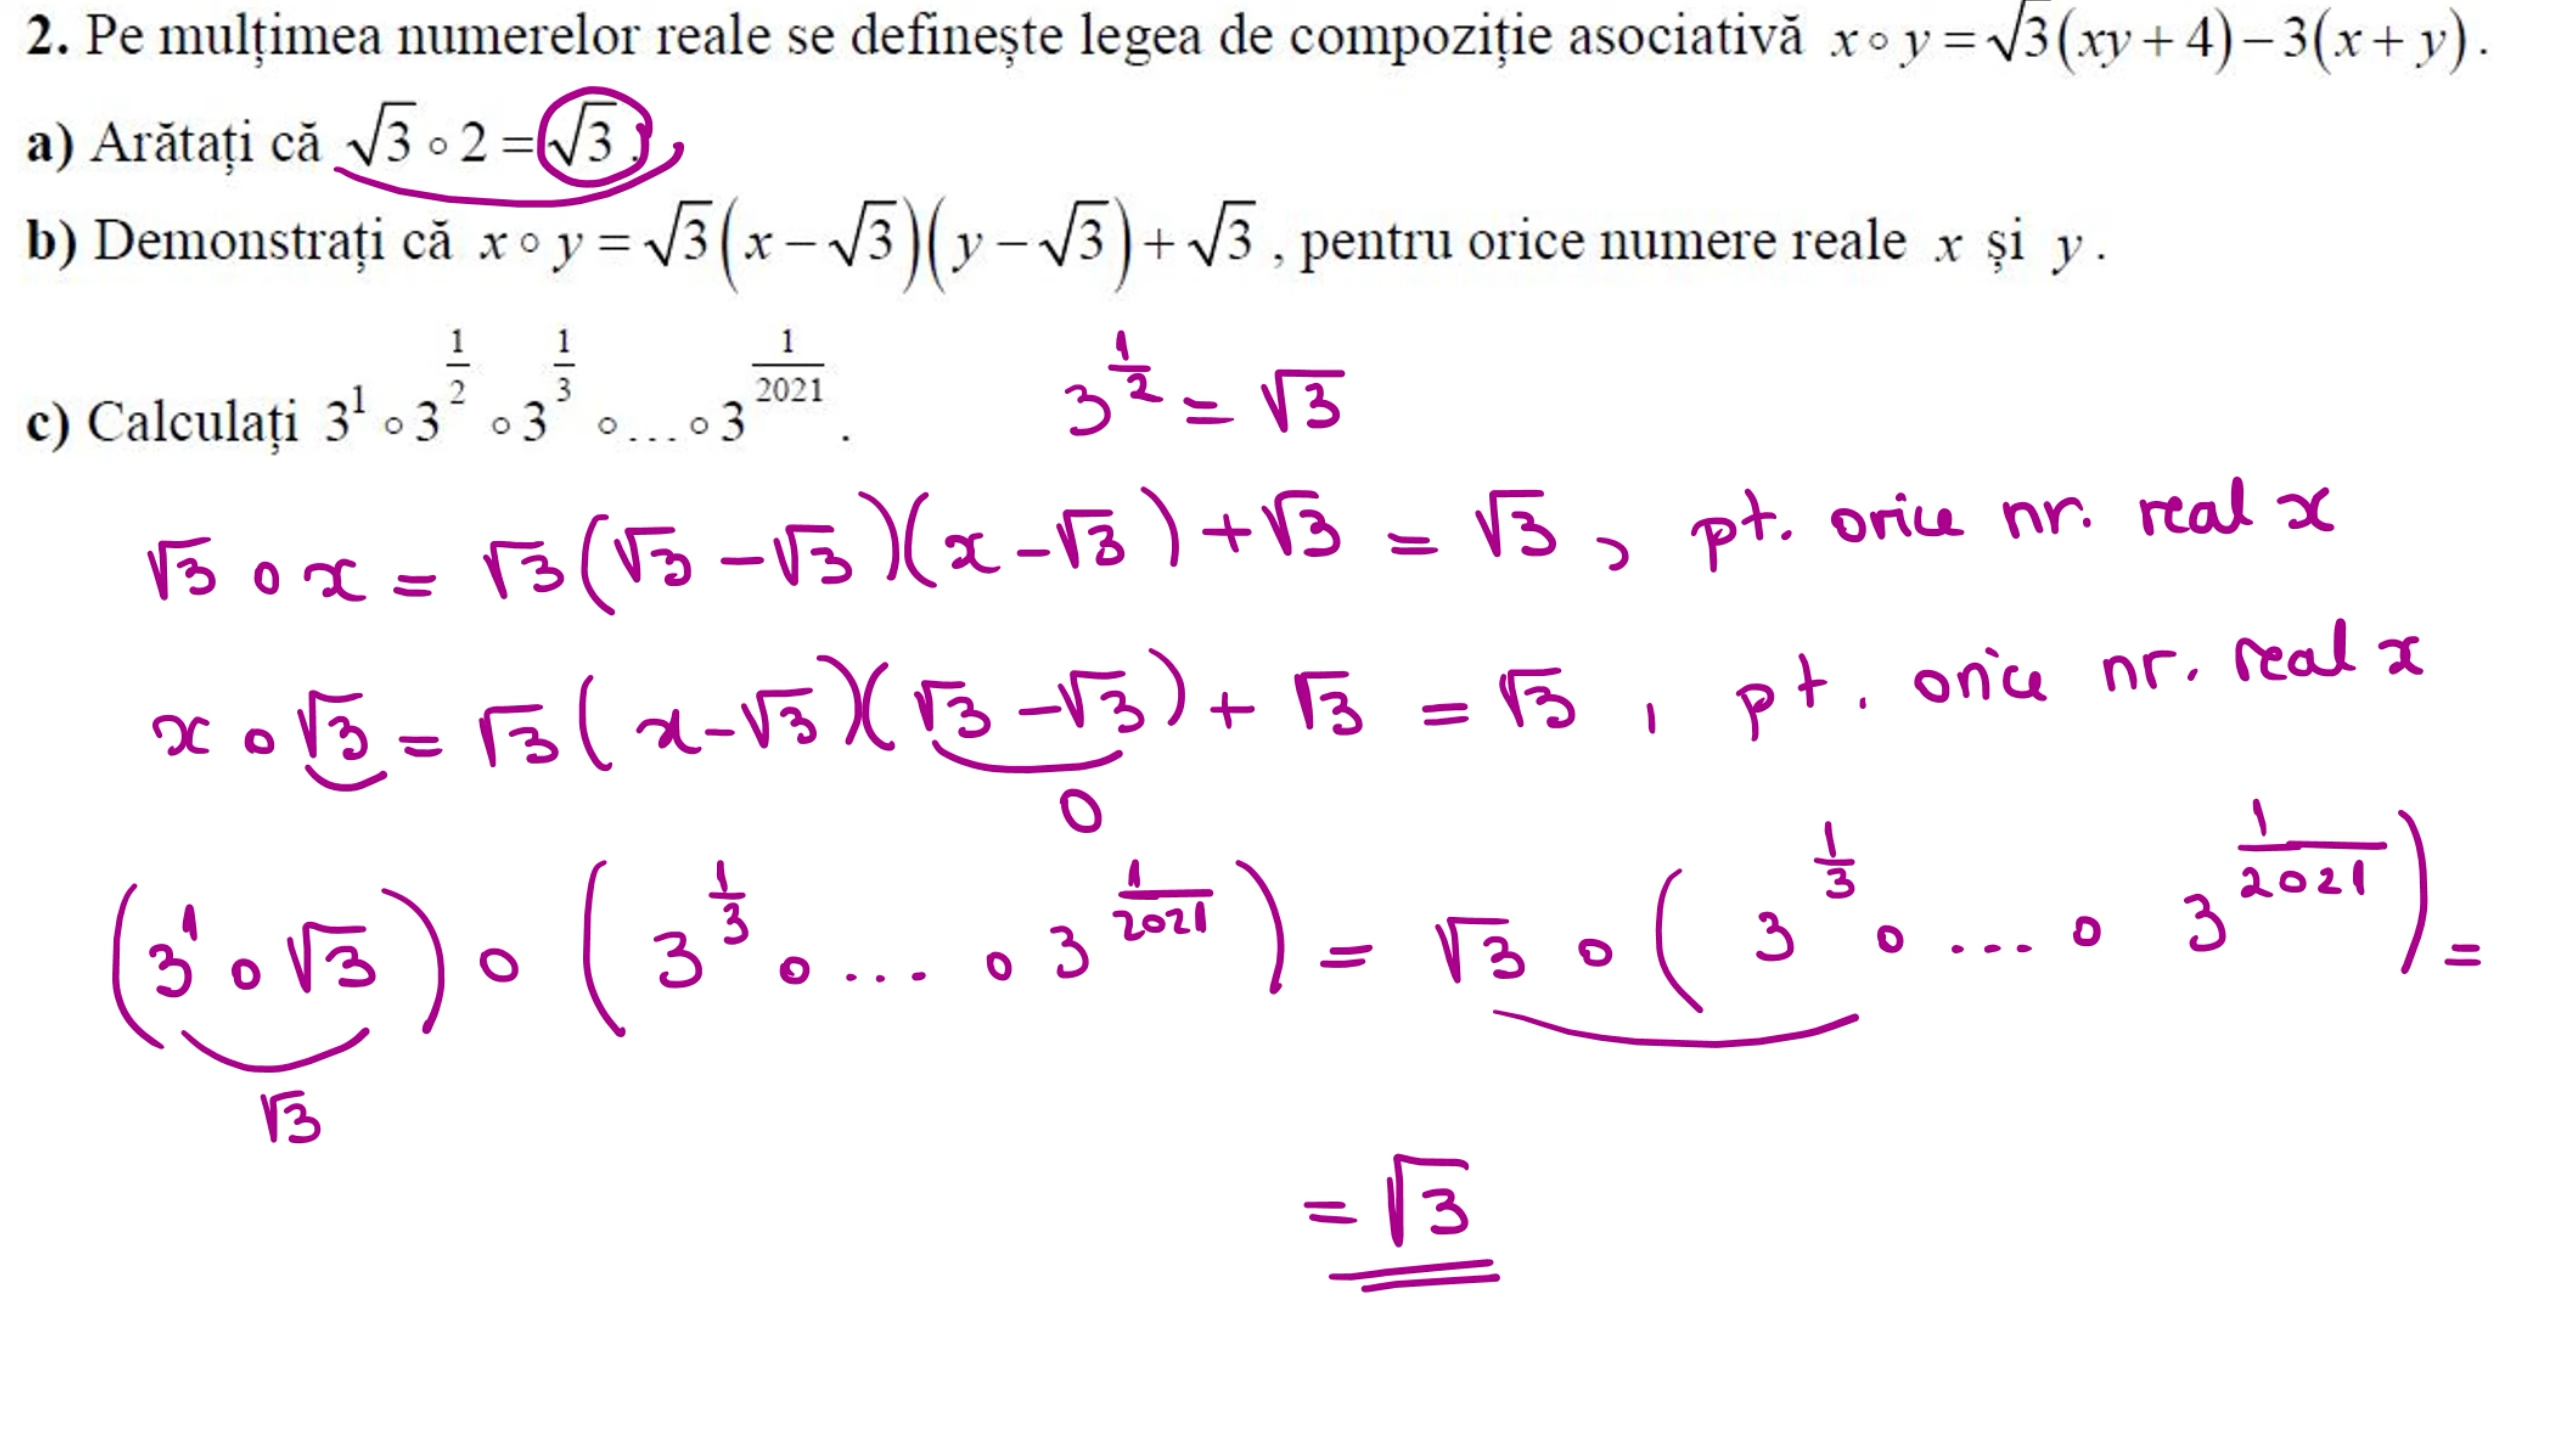 2. Pe mulțimea numerelor reale se definește legea de compoziție asociativă x∘y=√3(xy+4)−3(x+y).
a) Arătați că √3∘2=√3.
b) Demonstrați că x∘y=√3(x−√3)(y−√3)+√3, pentru orice numere reale x și y.
c) Calculați 3^1∘3^(1/2)∘3^(1/3)∘...∘3^(1/2021).
3^(1/2) = √3
√3∘x = √3(√3−√3)(x−√3)+√3 = √3, pt. orice nr. real x
x∘√3 = √3(x−√3)(√3−√3)+√3 = √3, pt. orice nr. real x
0
(3^1∘√3)∘(3^(1/3)∘...∘3^(1/2021)) = √3∘(3^(1/3)∘...∘3^(1/2021)) =
√3
= √3